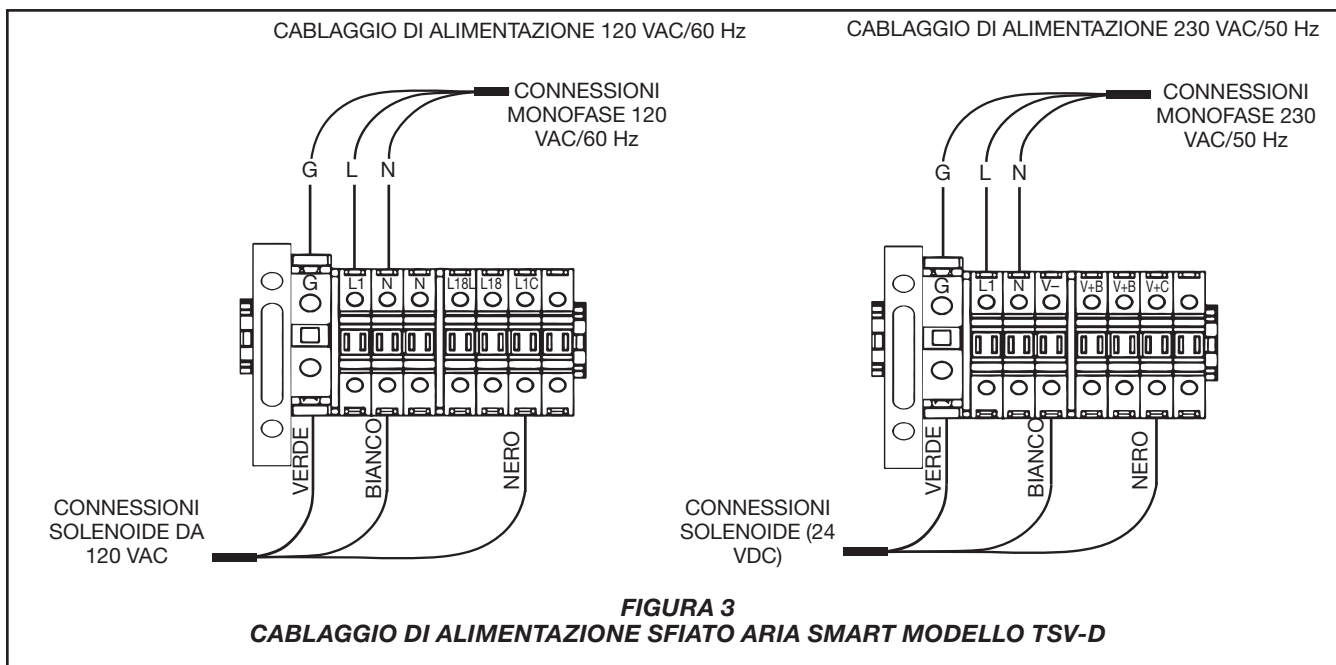 CABLAGGIO DI ALIMENTAZIONE 120 VAC/60 Hz
CONNESSIONI
MONOFASE 120
VAC/60 Hz
G L N
G L1 N N L18L L18 L1C
VERDE
BIANCO
NERO
CONNESSIONI
SOLENOIDE DA
120 VAC
CABLAGGIO DI ALIMENTAZIONE 230 VAC/50 Hz
CONNESSIONI
MONOFASE 230
VAC/50 Hz
G L N
G L1 N V– V+B V+B V+C
VERDE
BIANCO
NERO
CONNESSIONI
SOLENOIDE (24
VDC)
FIGURA 3
CABLAGGIO DI ALIMENTAZIONE SFIATO ARIA SMART MODELLO TSV-D